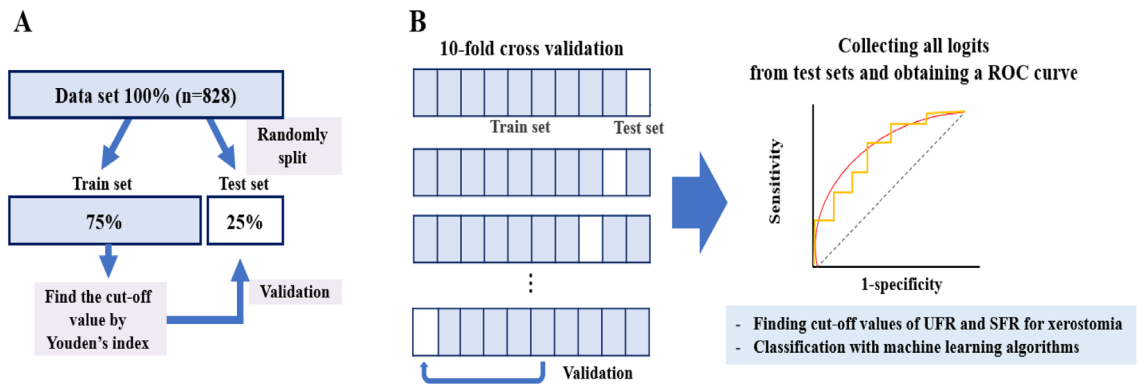 A
Data set 100% (n=828)
Randomly
split
Train set
Test set
75%
25%
Find the cut-off
value by
Youden's index
Validation
B
10-fold cross validation
Train set
Test set
⋮
Validation
Collecting all logits
from test sets and obtaining a ROC curve
Sensitivity
1-specificity
- Finding cut-off values of UFR and SFR for xerostomia
- Classification with machine learning algorithms